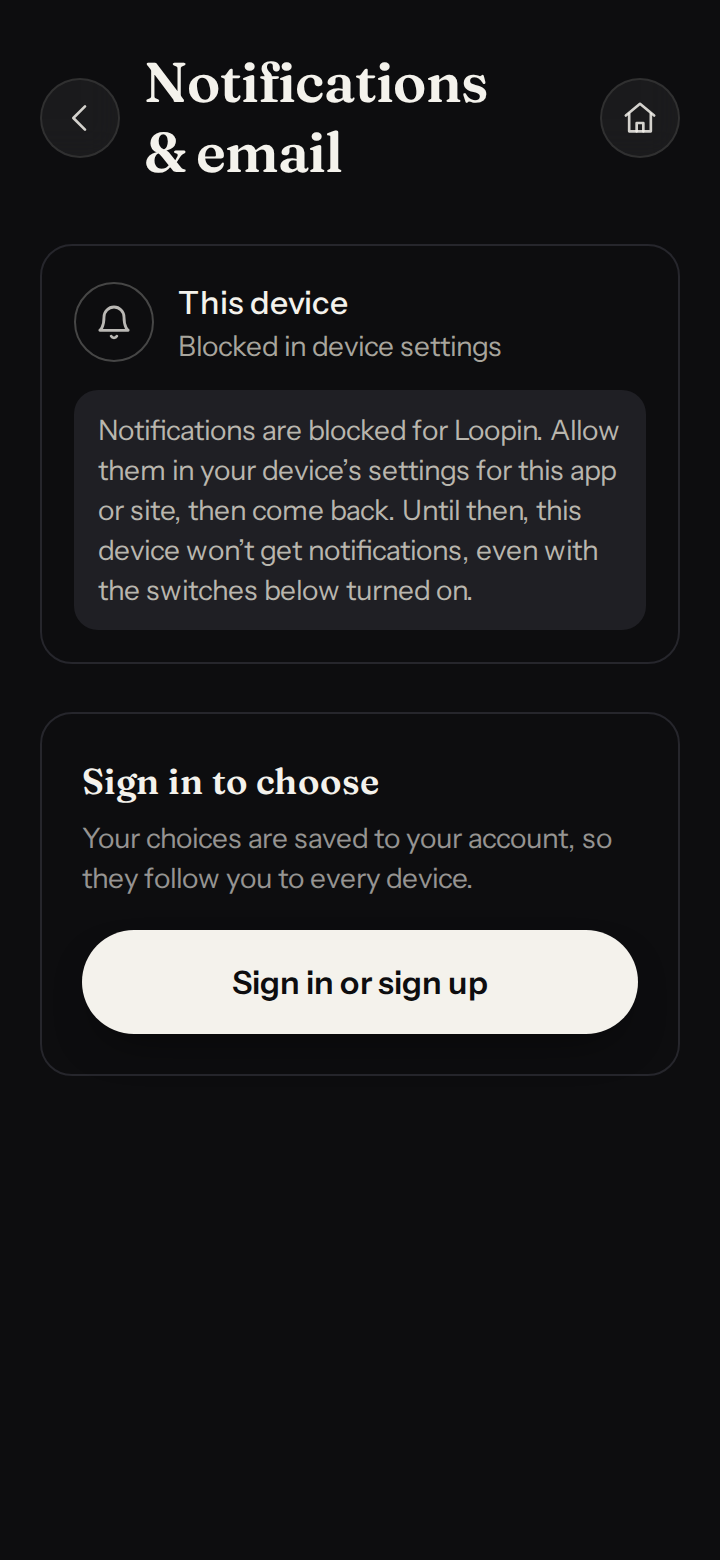 Notifications
& email
This device
Blocked in device settings
Notifications are blocked for Loopin. Allow
them in your device’s settings for this app
or site, then come back. Until then, this
device won’t get notifications, even with
the switches below turned on.
Sign in to choose
Your choices are saved to your account, so
they follow you to every device.
Sign in or sign up